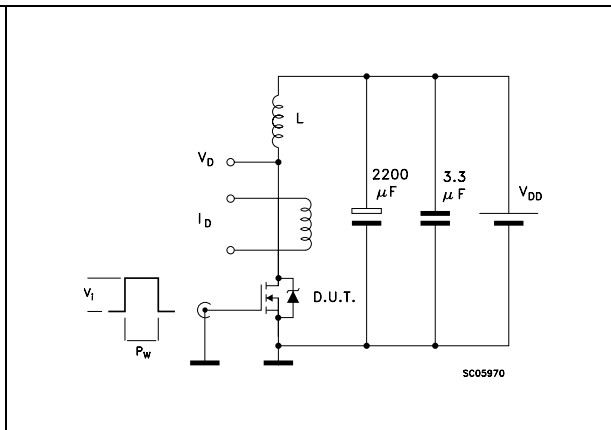 L
V_D
2200
μF
3.3
μF
V_DD
I_D
D.U.T.
V_i
P_W
SC05970